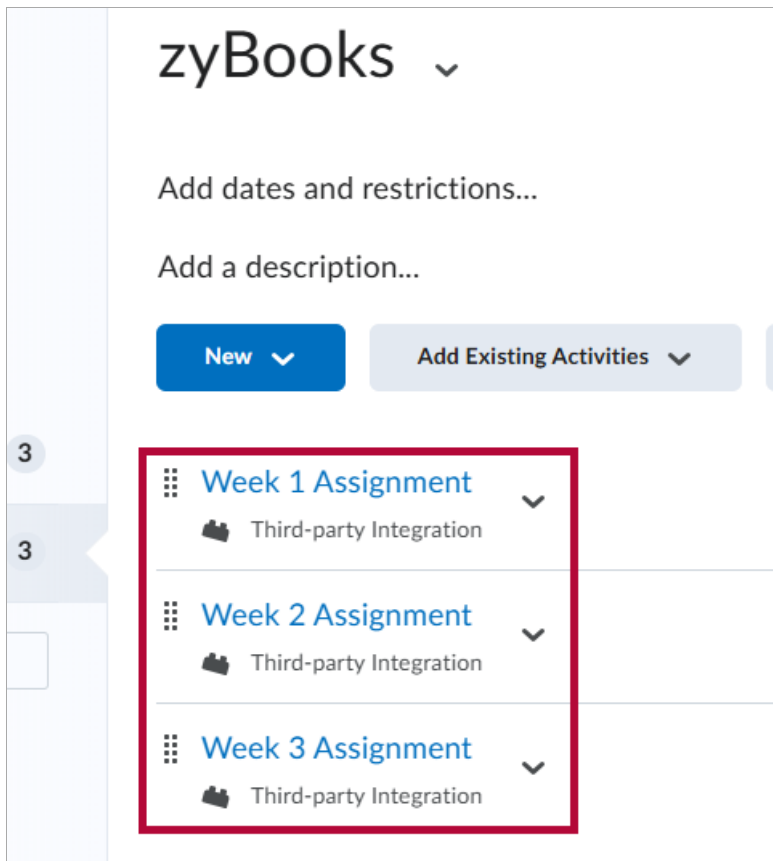 zyBooks
Add dates and restrictions...
Add a description...
New
Add Existing Activities
3
Week 1 Assignment
Third-party Integration
3
Week 2 Assignment
Third-party Integration
Week 3 Assignment
Third-party Integration